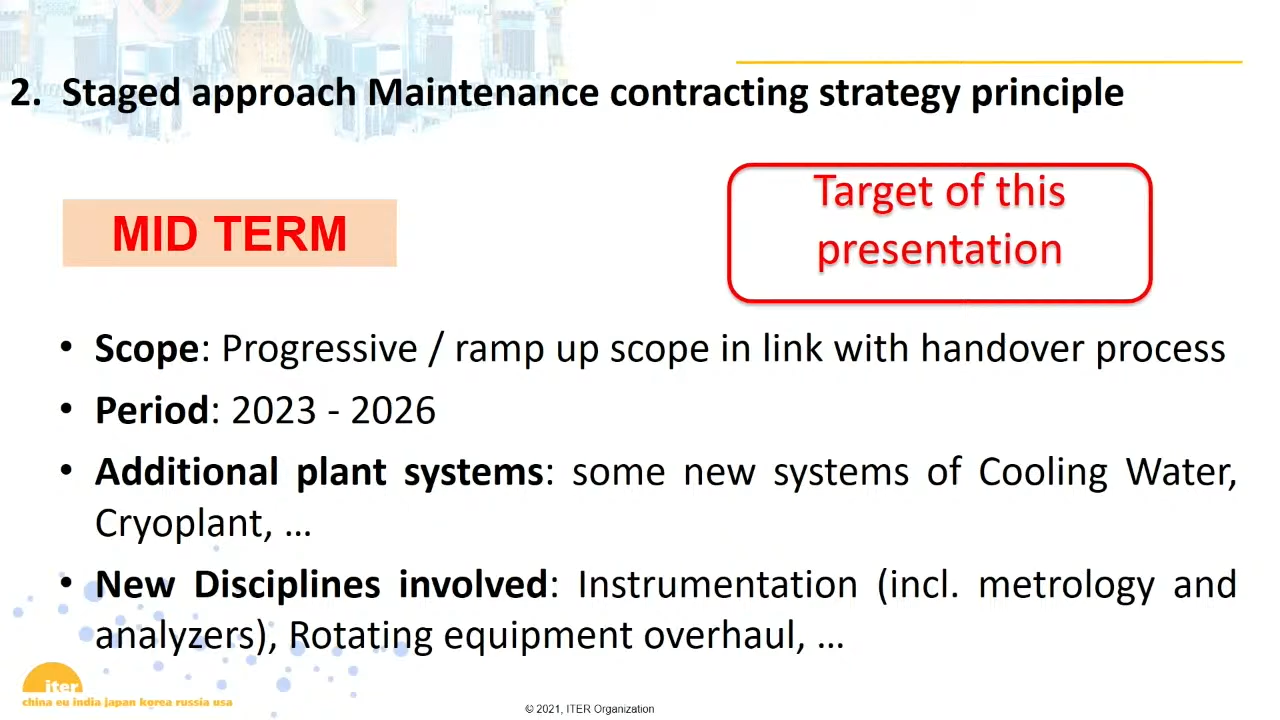 2. Staged approach Maintenance contracting strategy principle
Target of this
presentation
MID TERM
• Scope: Progressive / ramp up scope in link with handover process
• Period: 2023 - 2026
• Additional plant systems: some new systems of Cooling Water,
Cryoplant, ...
• New Disciplines involved: Instrumentation (incl. metrology and
analyzers), Rotating equipment overhaul, ...
iter
china eu india japan korea russia usa
© 2021, ITER Organization